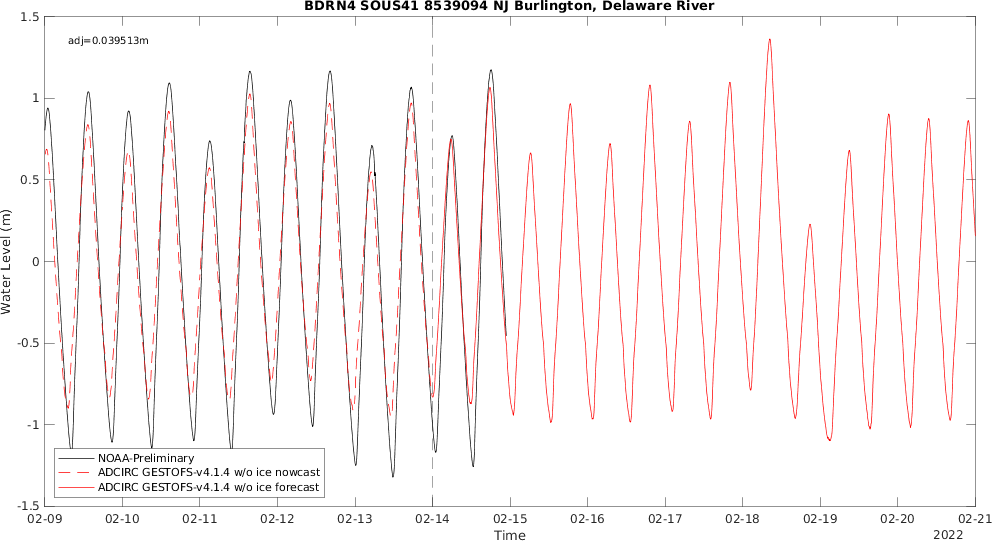 BDRN4 SOUS41 8539094 NJ Burlington, Delaware River
adj=0.039513m
1.5
1
0.5
0
-0.5
-1
-1.5
Water Level (m)
NOAA-Preliminary
ADCIRC GESTOFS-v4.1.4 w/o ice nowcast
ADCIRC GESTOFS-v4.1.4 w/o ice forecast
02-09 02-10 02-11 02-12 02-13 02-14 02-15 02-16 02-17 02-18 02-19 02-20 02-21
Time
2022